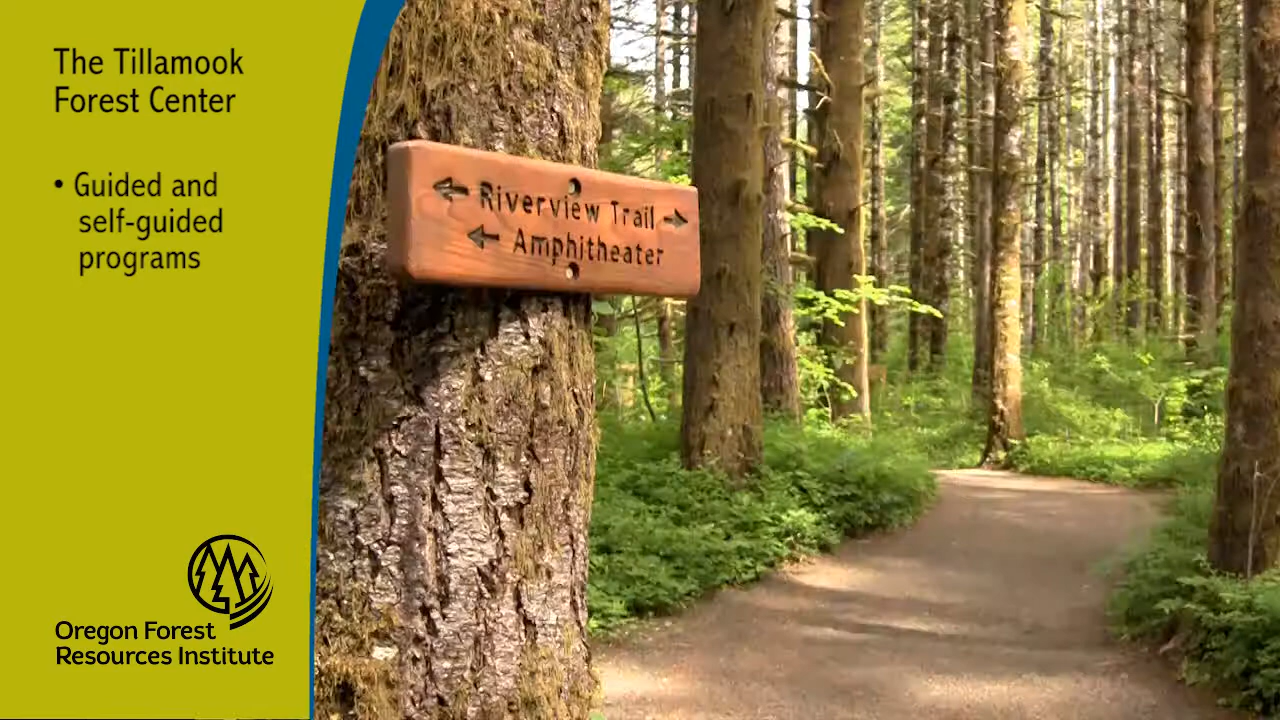 The Tillamook
Forest Center
• Guided and
self-guided
programs
← Riverview Trail →
← Amphitheater
Oregon Forest
Resources Institute